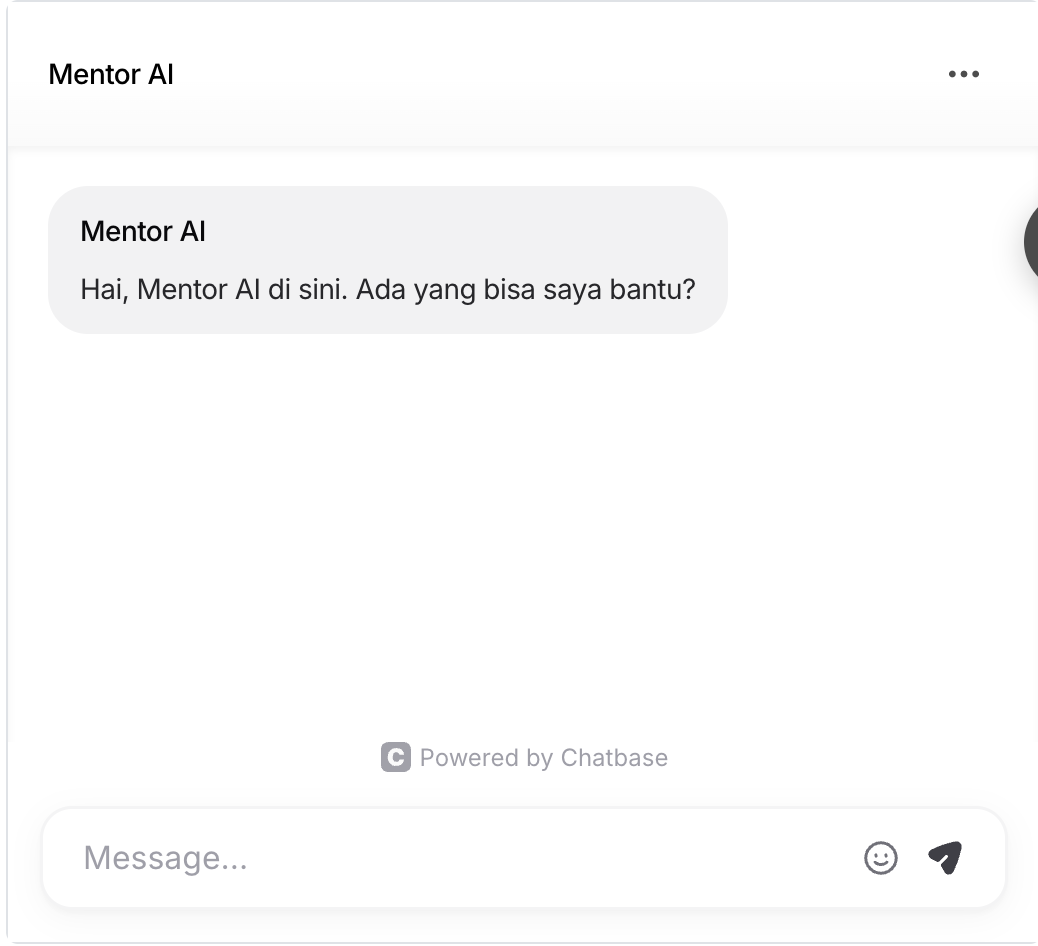 Mentor AI
Mentor AI
Hai, Mentor AI di sini. Ada yang bisa saya bantu?
C Powered by Chatbase
Message...